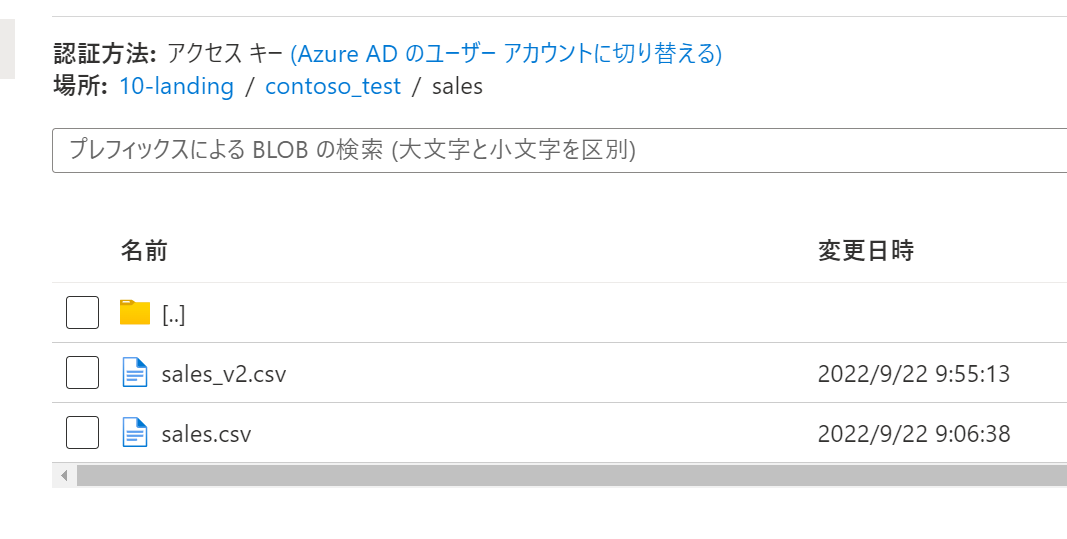 認証方法: アクセス キー (Azure AD のユーザー アカウントに切り替える)
場所: 10-landing / contoso_test / sales
プレフィックスによる BLOB の検索 (大文字と小文字を区別)
名前 変更日時
[..]
sales_v2.csv 2022/9/22 9:55:13
sales.csv 2022/9/22 9:06:38